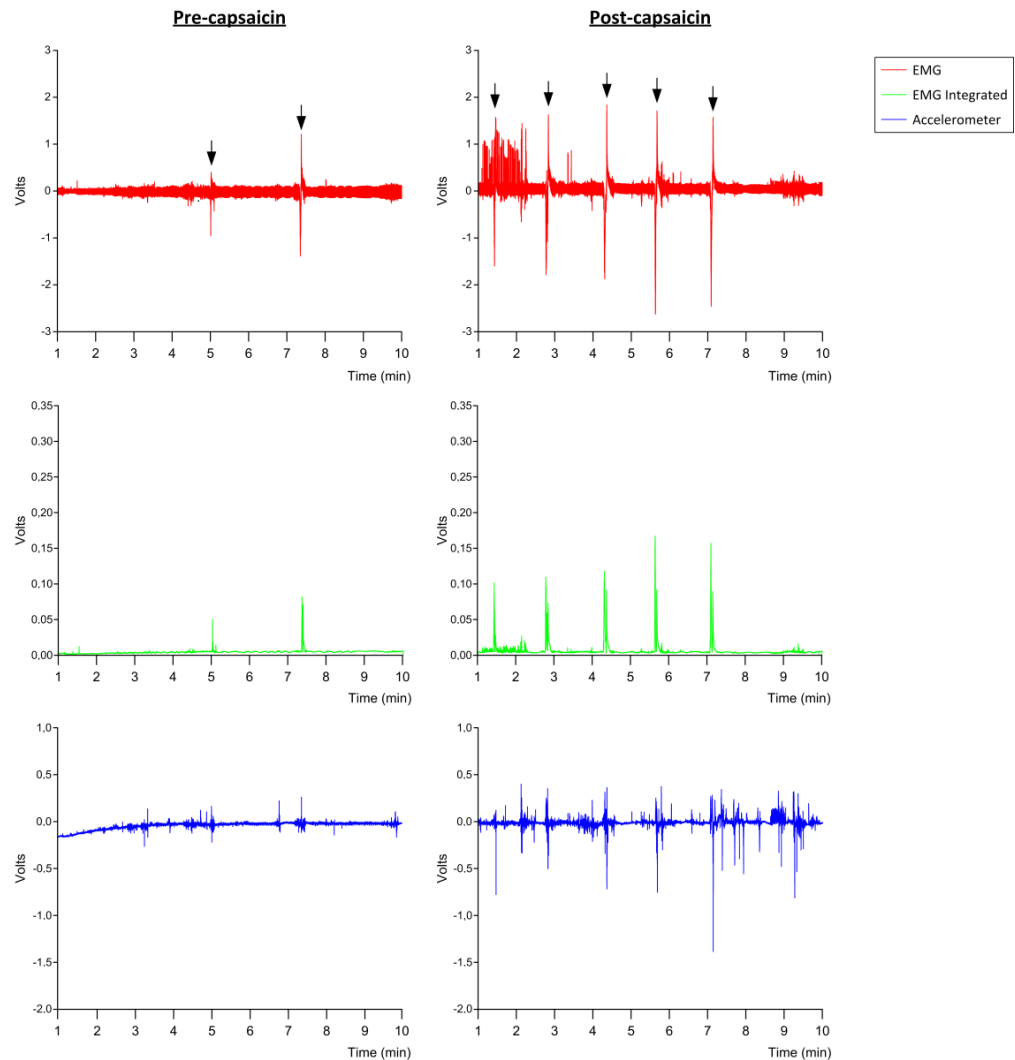 Pre-capsaicin
Post-capsaicin
EMG
EMG Integrated
Accelerometer
3
2
1
0
-1
-2
-3
Volts
1 2 3 4 5 6 7 8 9 10
Time (min)
3
2
1
0
-1
-2
-3
Volts
1 2 3 4 5 6 7 8 9 10
Time (min)
0.35
0,30
0,25
0,20
0,15
0,10
0,05
0,00
Volts
1 2 3 4 5 6 7 8 9 10
Time (min)
0.35
0,30
0,25
0,20
0,15
0,10
0,05
0,00
Volts
1 2 3 4 5 6 7 8 9 10
Time (min)
1,0
0.5
0.0
-0.5
-1,0
-1.5
-2.0
Volts
1 2 3 4 5 6 7 8 9 10
Time (min)
1,0
0.5
0.0
-0.5
-1,0
-1.5
-2.0
Volts
1 2 3 4 5 6 7 8 9 10
Time (min)